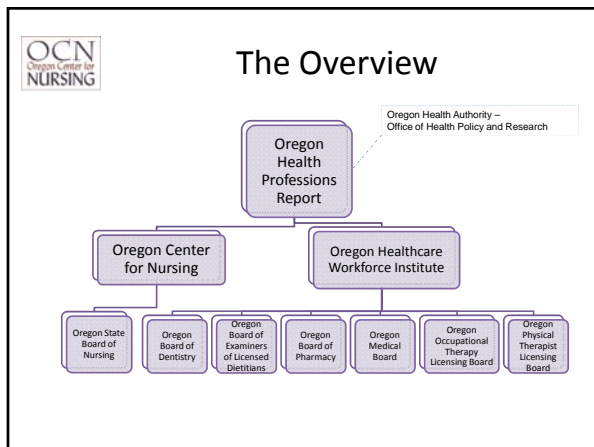 OCN
Oregon Center for
NURSING
The Overview
Oregon Health Authority –
Office of Health Policy and Research
Oregon
Health
Professions
Report
Oregon Center
for Nursing
Oregon Healthcare
Workforce Institute
Oregon State
Board of
Nursing
Oregon
Board of
Dentistry
Oregon
Board of
Examiners
of Licensed
Dietitians
Oregon
Board of
Pharmacy
Oregon
Medical
Board
Oregon
Occupational
Therapy
Licensing Board
Oregon
Physical
Therapist
Licensing
Board